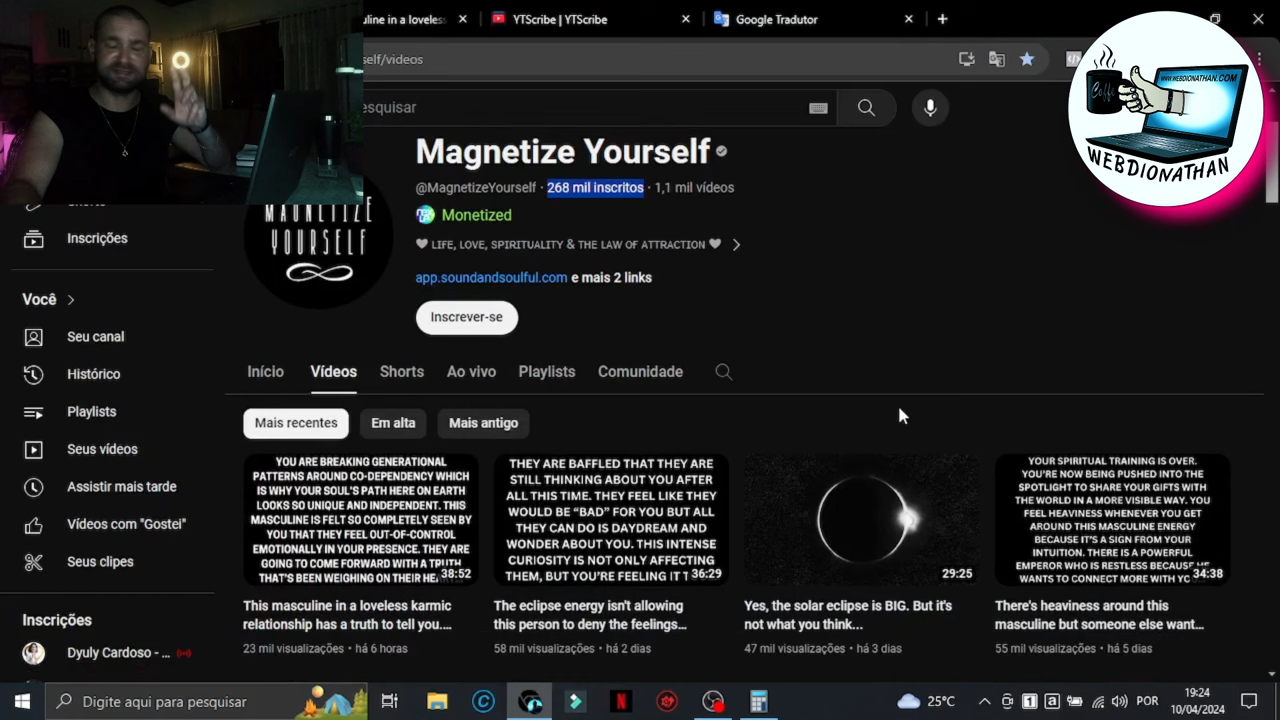 uline in a loveles
YTScribe | YTScribe
Google Tradutor
self/videos
esquisar
Magnetize Yourself
@MagnetizeYourself · 268 mil inscritos · 1,1 mil vídeos
Monetized
LIFE, LOVE, SPIRITUALITY & THE LAW OF ATTRACTION
app.soundandsoulful.com e mais 2 links
Inscrever-se
MAGNETIZE
YOURSELF
WWW.WEBDIONATHAN.COM
Coffe
WEBDIONATHAN
Shorts
Inscrições
Você
Seu canal
Histórico
Playlists
Seus vídeos
Assistir mais tarde
Vídeos com "Gostei"
Seus clipes
Inscrições
Dyuly Cardoso - ...
Início
Vídeos
Shorts
Ao vivo
Playlists
Comunidade
Mais recentes
Em alta
Mais antigo
YOU ARE BREAKING GENERATIONAL
PATTERNS AROUND CO-DEPENDENCY WHICH
IS WHY YOUR SOUL'S PATH HERE ON EARTH
LOOKS SO UNIQUE AND INDEPENDENT. THIS
MASCULINE IS FELT SO COMPLETELY SEEN BY
YOU THAT THEY FEEL OUT-OF-CONTROL
EMOTIONALLY IN YOUR PRESENCE. THEY ARE
GOING TO COME FORWARD WITH A TRUTH
THAT'S BEEN WEIGHING ON THEIR HE
38:52
This masculine in a loveless karmic
relationship has a truth to tell you....
23 mil visualizações • há 6 horas
THEY ARE BAFFLED THAT THEY ARE
STILL THINKING ABOUT YOU AFTER
ALL THIS TIME. THEY FEEL LIKE THEY
WOULD BE "BAD" FOR YOU BUT ALL
THEY CAN DO IS DAYDREAM AND
WONDER ABOUT YOU. THIS INTENSE
CURIOSITY IS NOT ONLY AFFECTING
THEM, BUT YOU'RE FEELING IT T
36:29
The eclipse energy isn't allowing
this person to deny the feelings...
58 mil visualizações • há 2 dias
29:25
Yes, the solar eclipse is BIG. But it's
not what you think...
47 mil visualizações • há 3 dias
YOUR SPIRITUAL TRAINING IS OVER.
YOU'RE NOW BEING PUSHED INTO THE
SPOTLIGHT TO SHARE YOUR GIFTS WITH
THE WORLD IN A MORE VISIBLE WAY. YOU
FEEL HEAVINESS WHENEVER YOU GET
AROUND THIS MASCULINE ENERGY
BECAUSE IT'S A SIGN FROM YOUR
INTUITION. THERE IS A POWERFUL
EMPEROR WHO IS RESTLESS BECAUSE HE
WANTS TO CONNECT MORE WITH YO
34:38
There's heaviness around this
masculine but someone else want...
55 mil visualizações • há 5 dias
Digite aqui para pesquisar
25°C
POR
19:24
10/04/2024